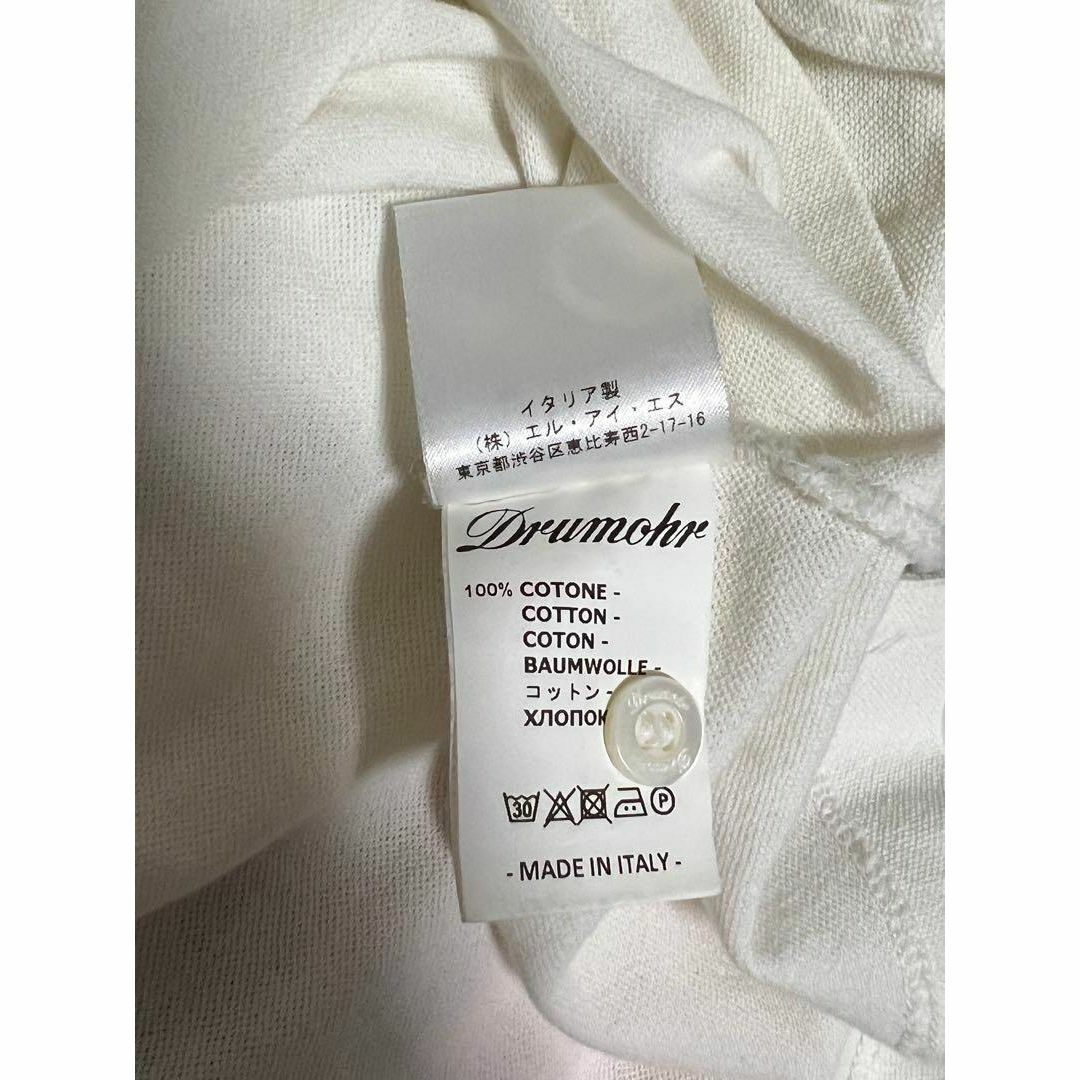 イタリア製
(株) エル・アイ・エス
東京都渋谷区恵比寿西2-17-16
Drumohr
100% COTONE -
COTTON -
COTON -
BAUMWOLLE -
コットン -
ХЛОПОК
30
P
- MADE IN ITALY -